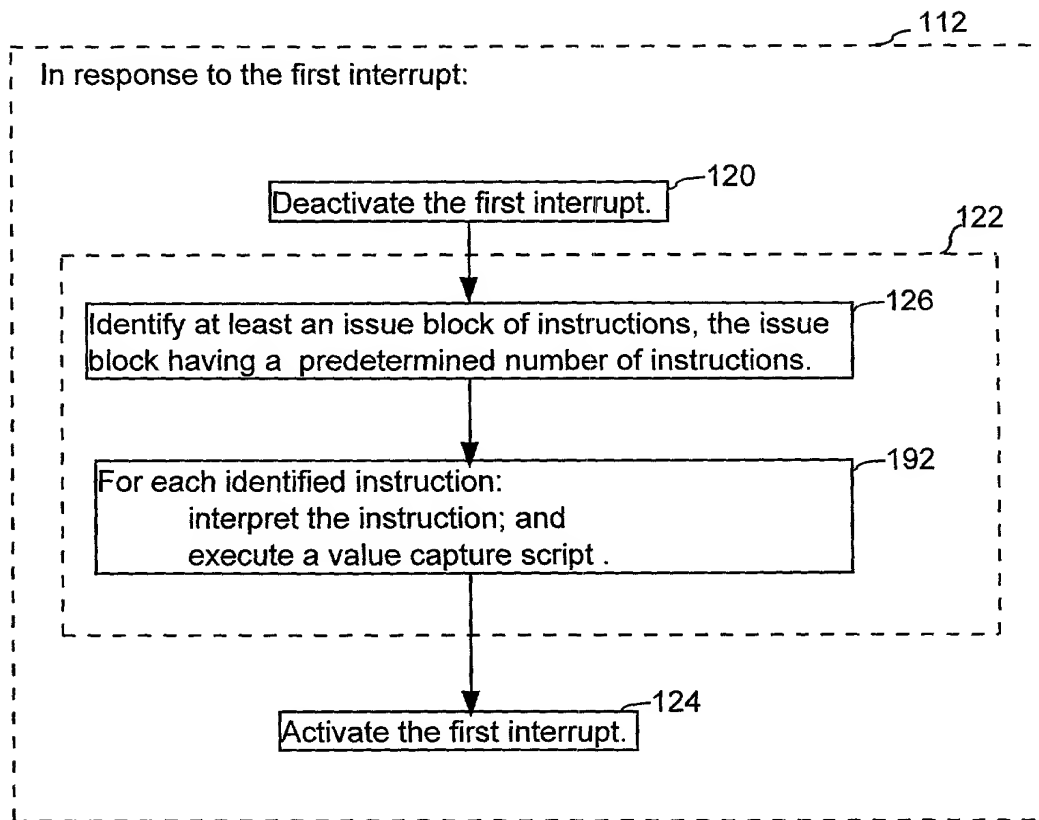 112
In response to the first interrupt:
120
Deactivate the first interrupt.
122
126
Identify at least an issue block of instructions, the issue
block having a predetermined number of instructions.
192
For each identified instruction:
interpret the instruction; and
execute a value capture script .
124
Activate the first interrupt.